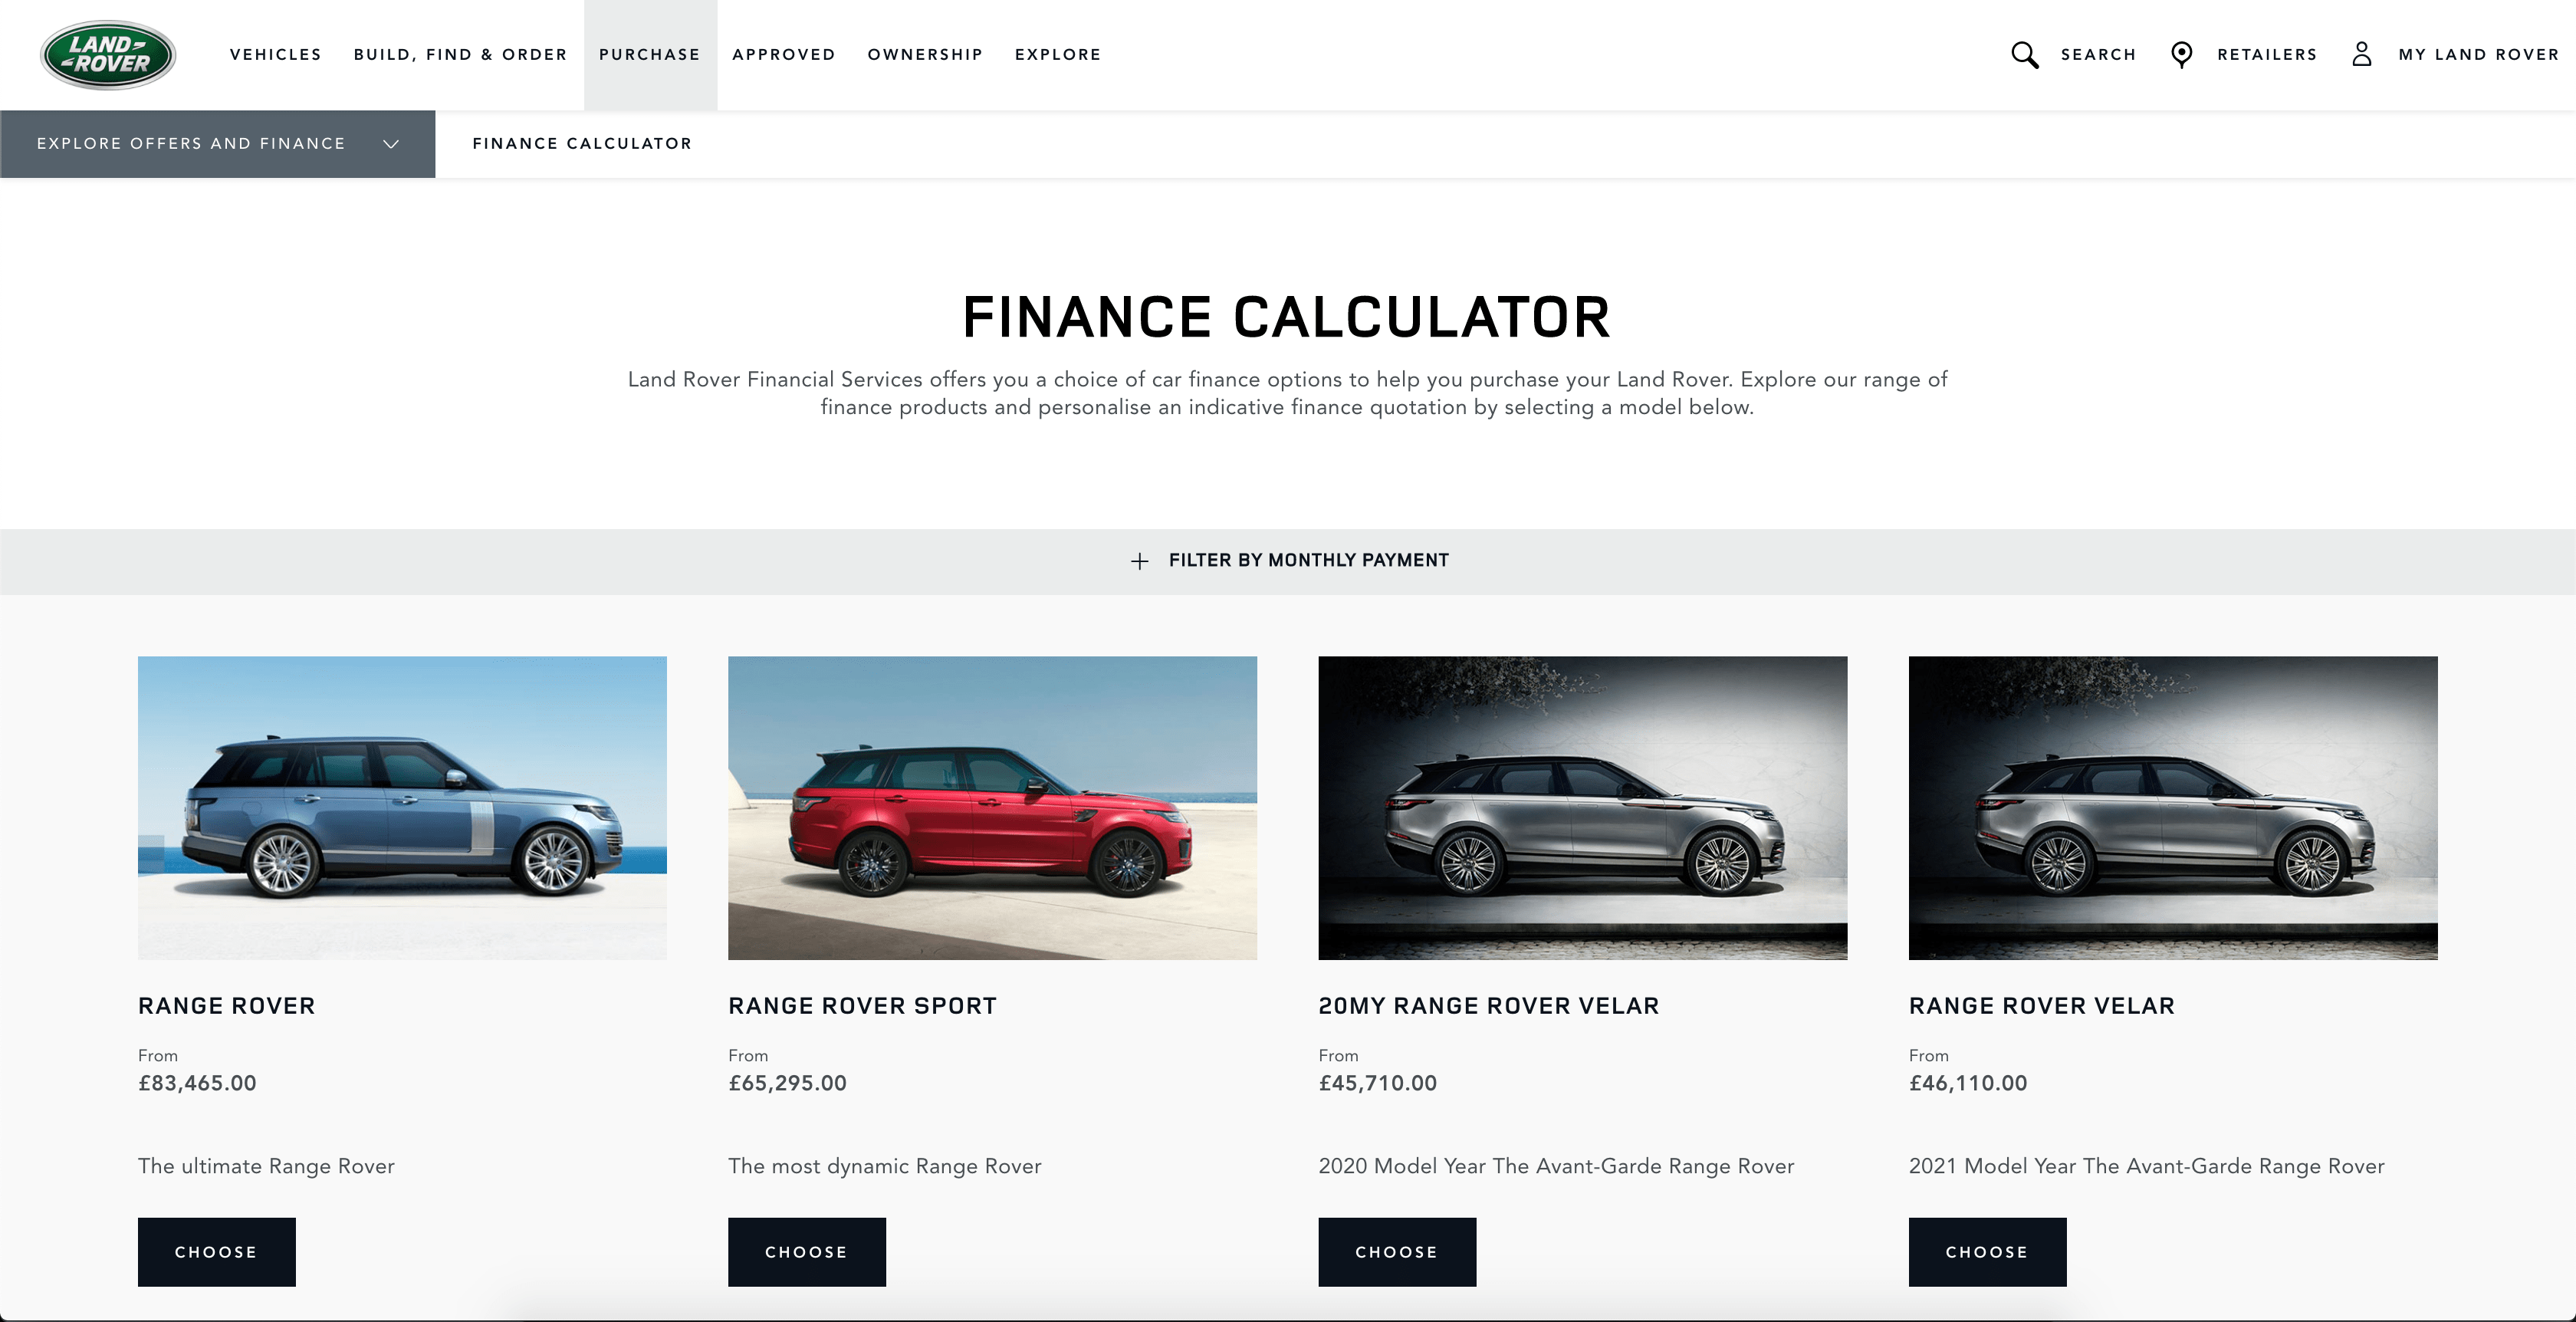 LAND-
-ROVER
VEHICLES
BUILD, FIND & ORDER
PURCHASE
APPROVED
OWNERSHIP
EXPLORE
SEARCH
RETAILERS
MY LAND ROVER
EXPLORE OFFERS AND FINANCE
FINANCE CALCULATOR
FINANCE CALCULATOR
Land Rover Financial Services offers you a choice of car finance options to help you purchase your Land Rover. Explore our range of
finance products and personalise an indicative finance quotation by selecting a model below.
FILTER BY MONTHLY PAYMENT
RANGE ROVER
From
£83,465.00
The ultimate Range Rover
CHOOSE
RANGE ROVER SPORT
From
£65,295.00
The most dynamic Range Rover
CHOOSE
20MY RANGE ROVER VELAR
From
£45,710.00
2020 Model Year The Avant-Garde Range Rover
CHOOSE
RANGE ROVER VELAR
From
£46,110.00
2021 Model Year The Avant-Garde Range Rover
CHOOSE